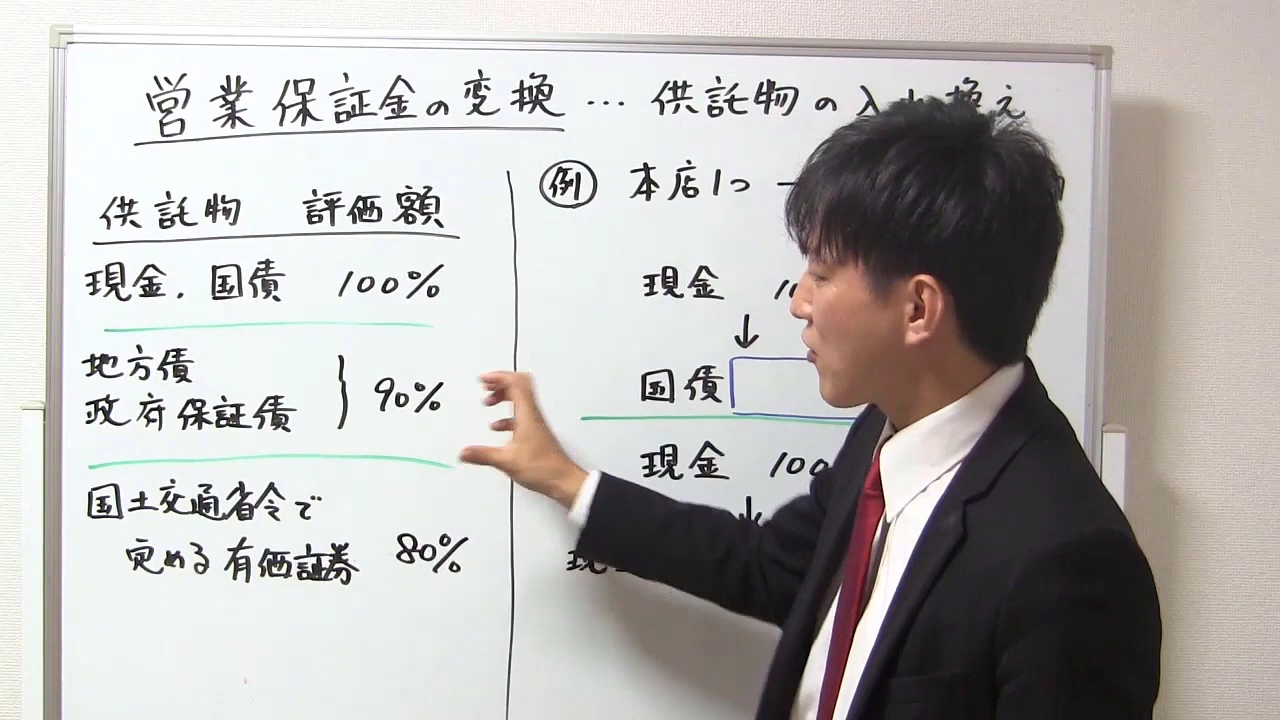 営業保証金の変換 … 供託物の入れ換え
供託物 評価額
現金、国債 100%
地方債
政府保証債 } 90%
国土交通省令で
定める有価証券 80%
例 本店1つ
現金
↓
国債
現金 100
↓
現